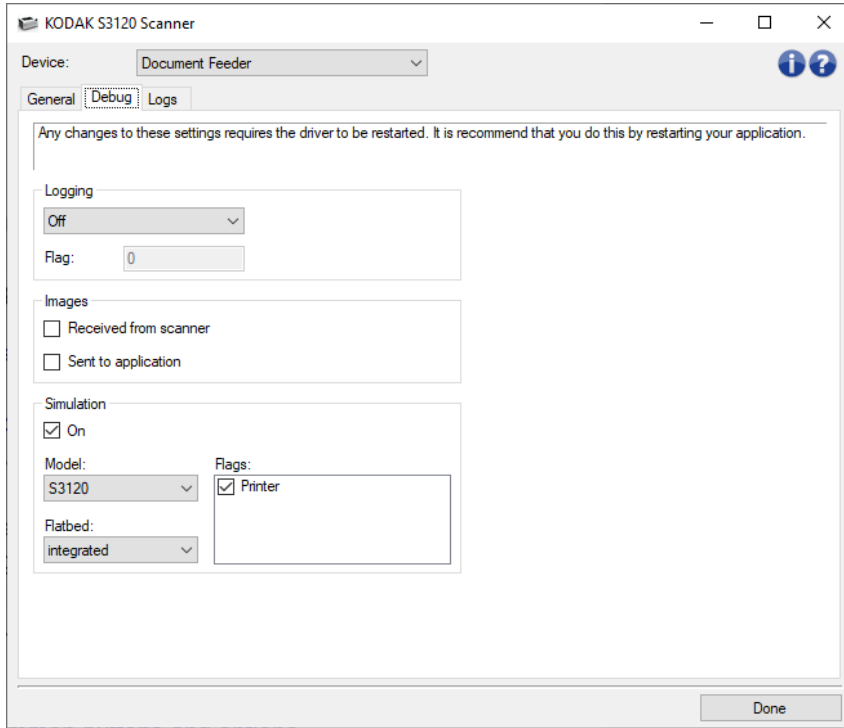 KODAK S3120 Scanner
Device: Document Feeder
General Debug Logs
Any changes to these settings requires the driver to be restarted. It is recommend that you do this by restarting your application.
Logging
Off
Flag: 0
Images
Received from scanner
Sent to application
Simulation
On
Model: Flags:
S3120 Printer
Flatbed:
integrated
Done